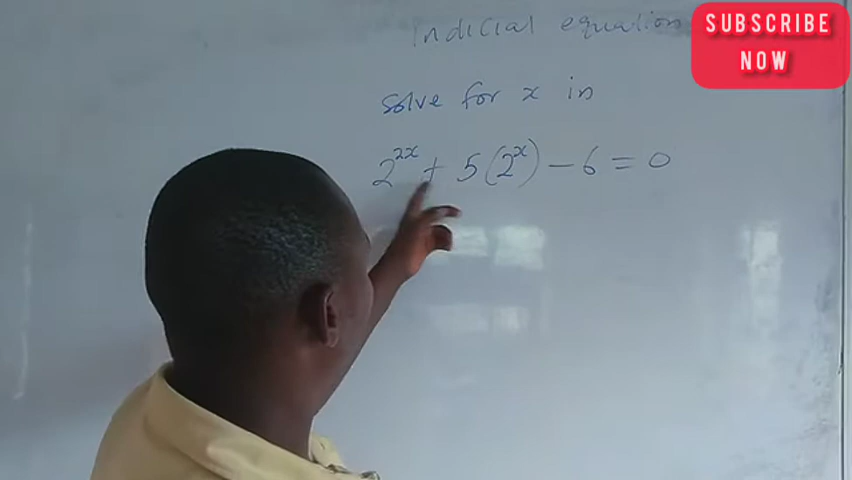 Indicial equation
SUBSCRIBE
NOW
solve for x in
2^{2x} + 5(2^x) - 6 = 0